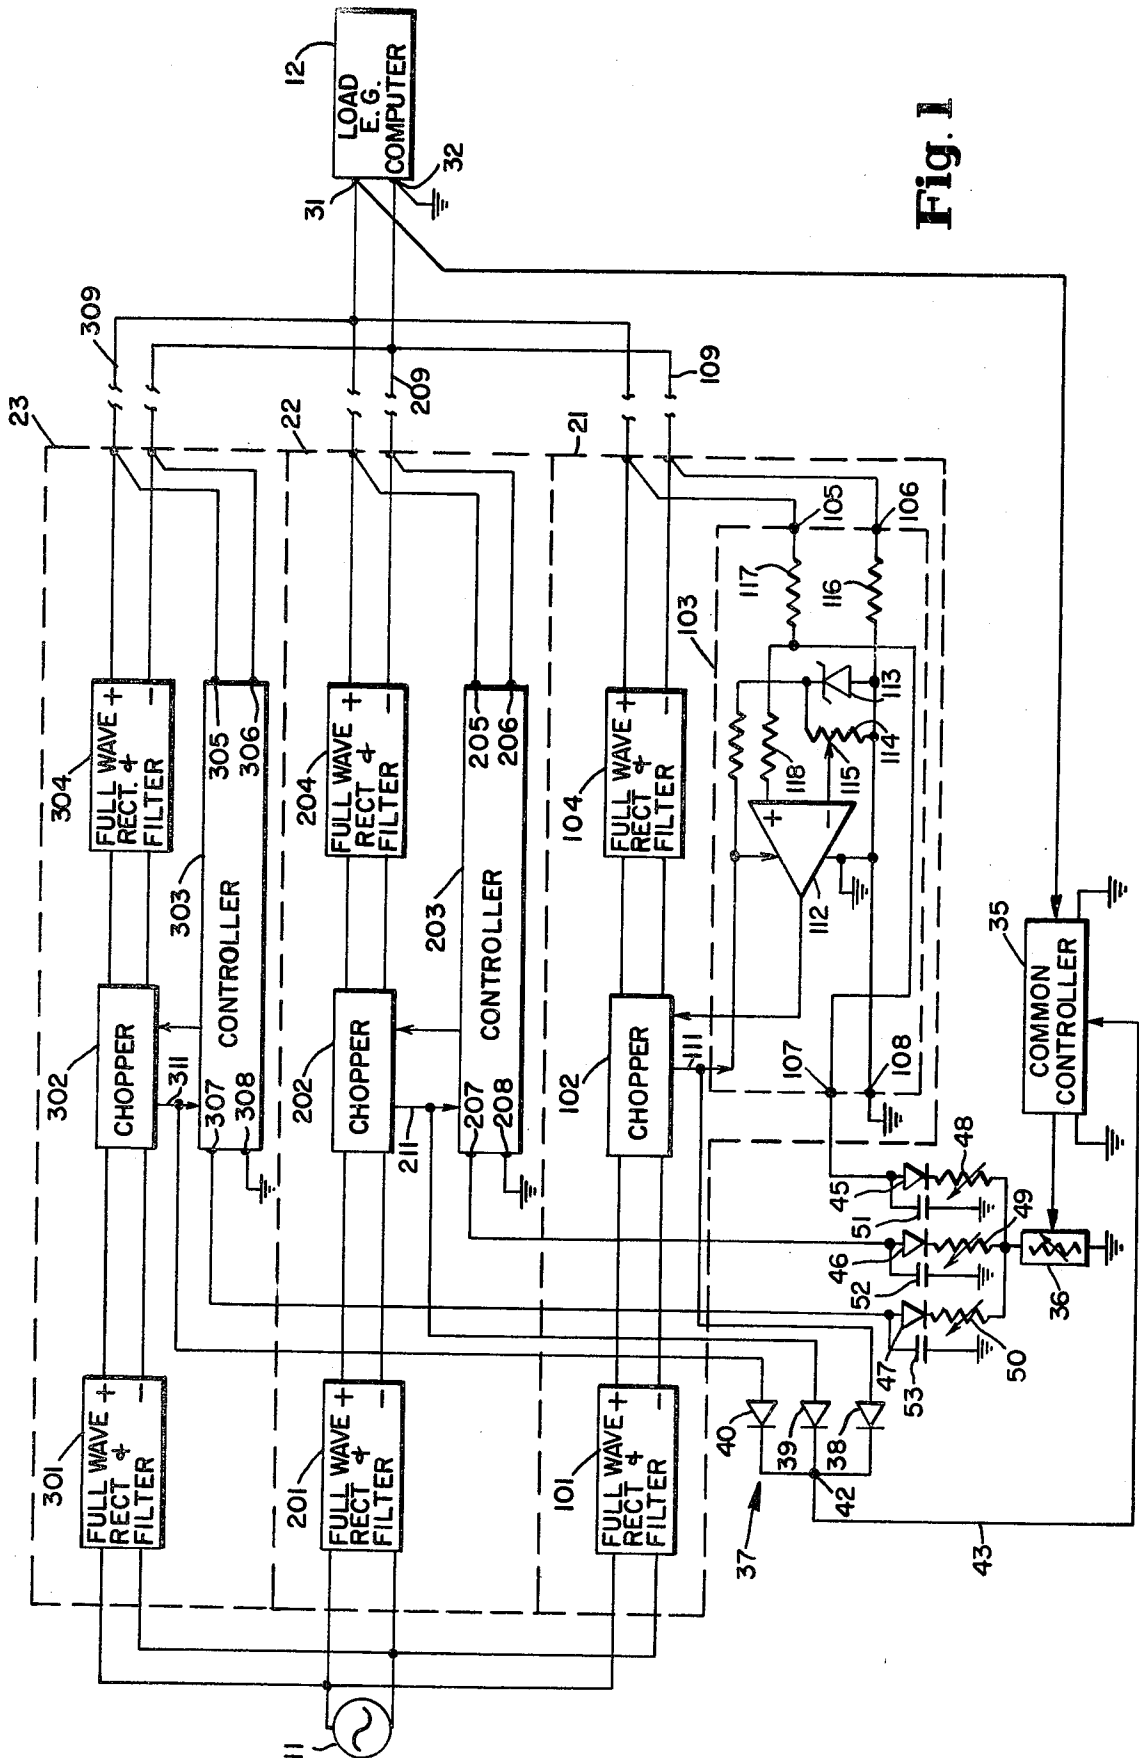 23
309
304
FULL WAVE
RECT. &
FILTER
+
−
302
CHOPPER
311
303
CONTROLLER
305
306
307
308
301
FULL WAVE
RECT &
FILTER
+
−
22
209
204
FULL WAVE
RECT &
FILTER
+
−
202
CHOPPER
211
203
CONTROLLER
205
206
207
208
201
FULL WAVE
RECT &
FILTER
+
−
11
12
LOAD
E.G.
COMPUTER
31
32
21
109
104
FULL WAVE
RECT &
FILTER
+
−
102
CHOPPER
111
101
FULL WAVE
RECT &
FILTER
+
−
103
105
106
117
116
113
114
115
118
+
−
112
107
108
45
48
51
46
49
52
47
50
53
36
35
COMMON
CONTROLLER
40
39
38
37
42
43
Fig. 1